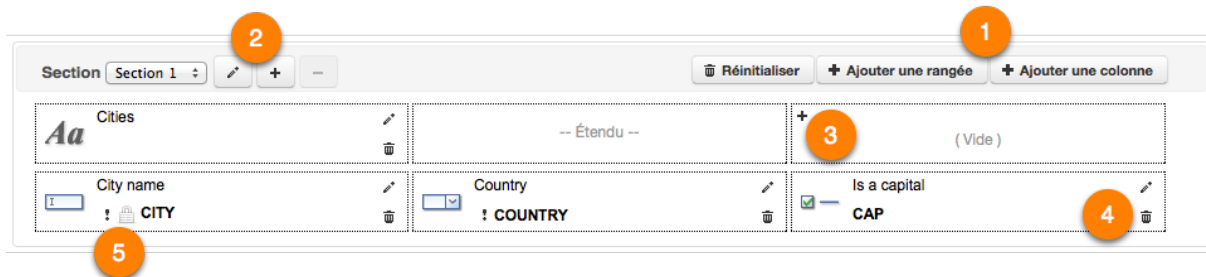 1
2
Section Section 1 + − Réinitialiser + Ajouter une rangée + Ajouter une colonne
Aa Cities -- Étendu -- + 3 ( Vide )
City name Country Is a capital
! CITY ! COUNTRY CAP 4
5